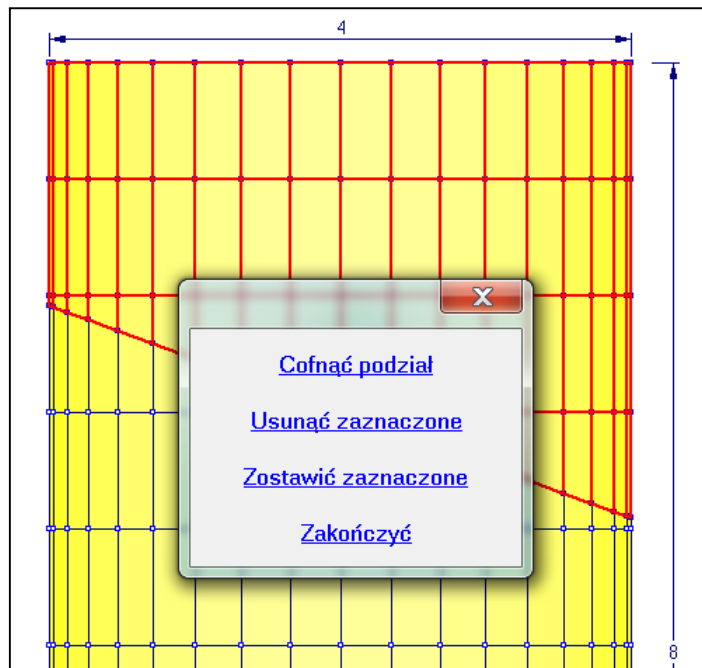 4
Cofnąć podział
Usunąć zaznaczone
Zostawić zaznaczone
Zakończyć
8